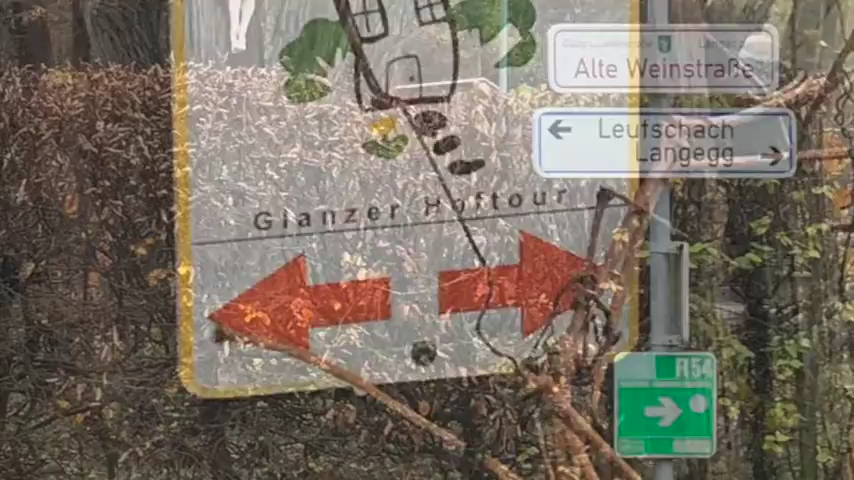 Alte Weinstraße
Leutschach
Langegg
Glanzer Hoftour
R54